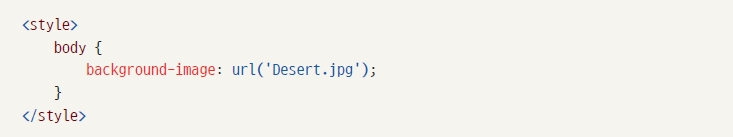 <style>
    body {
        background-image: url('Desert.jpg');
    }
</style>